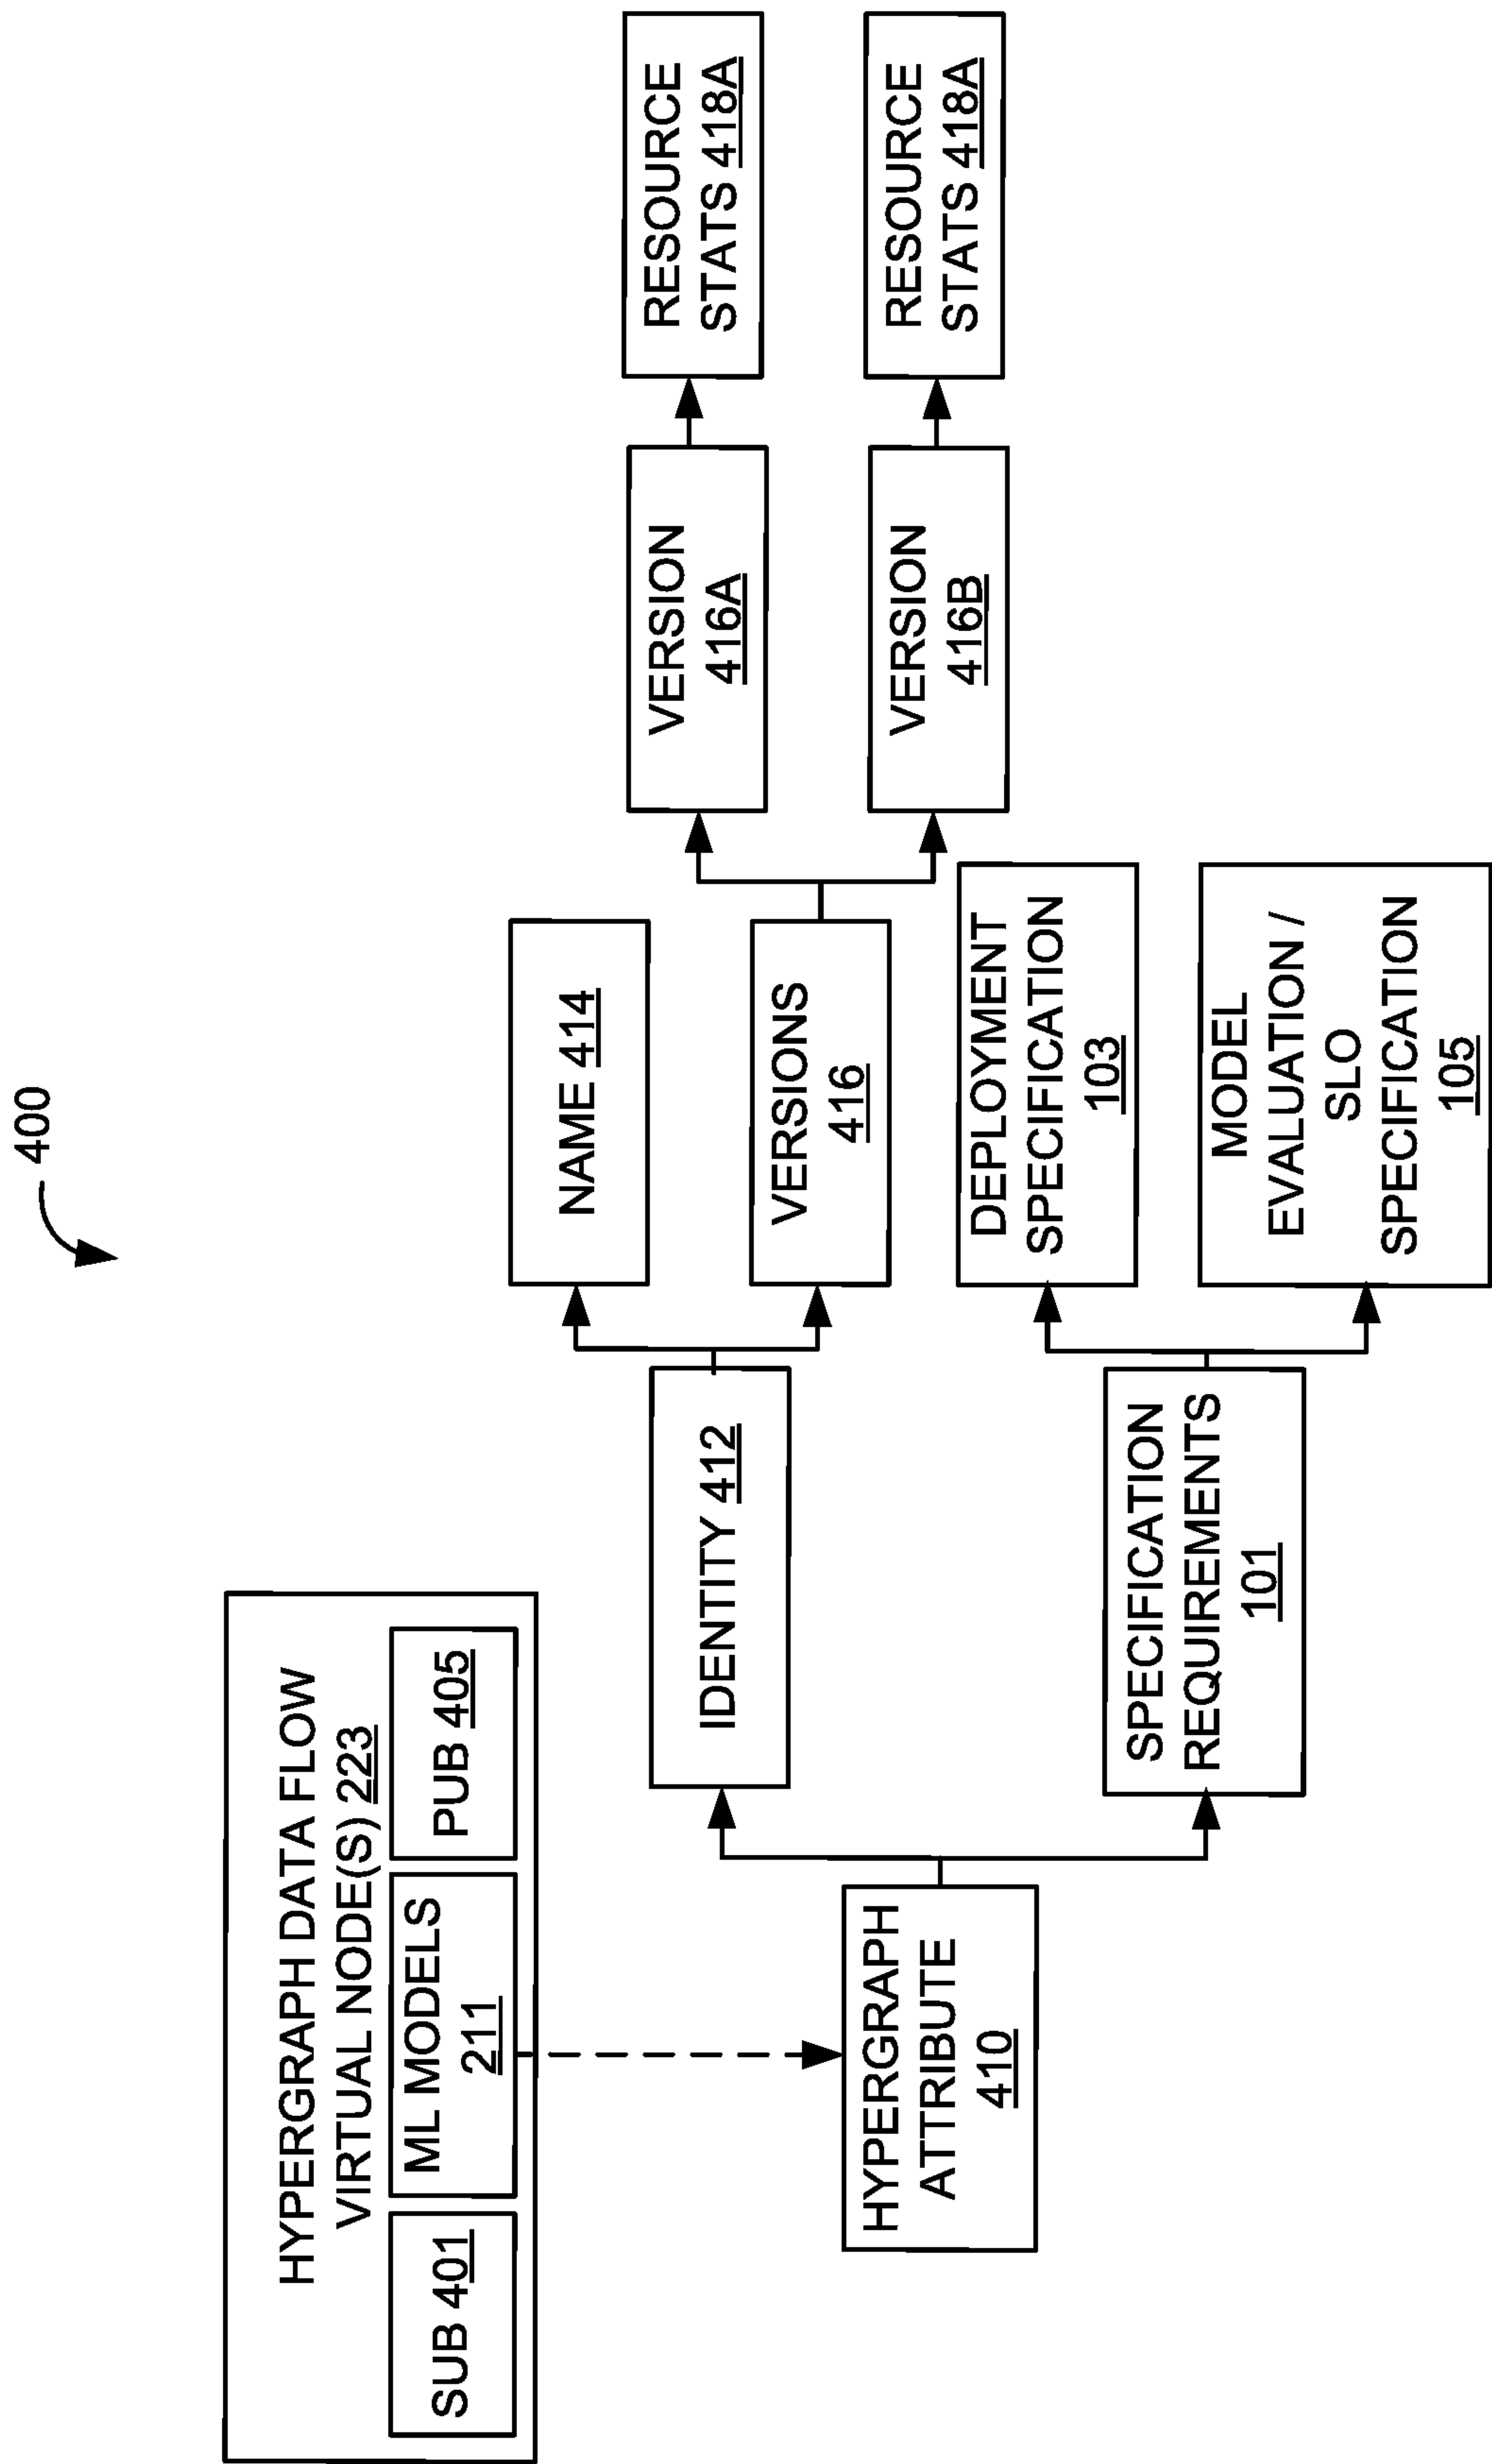 400
HYPERGRAPH DATA FLOW
VIRTUAL NODE(S) 223
SUB 401
ML MODELS
211
PUB 405
HYPERGRAPH
ATTRIBUTE
410
IDENTITY 412
SPECIFICATION
REQUIREMENTS
101
NAME 414
VERSIONS
416
DEPLOYMENT
SPECIFICATION
103
MODEL
EVALUATION /
SLO
SPECIFICATION
105
VERSION
416A
VERSION
416B
RESOURCE
STATS 418A
RESOURCE
STATS 418A